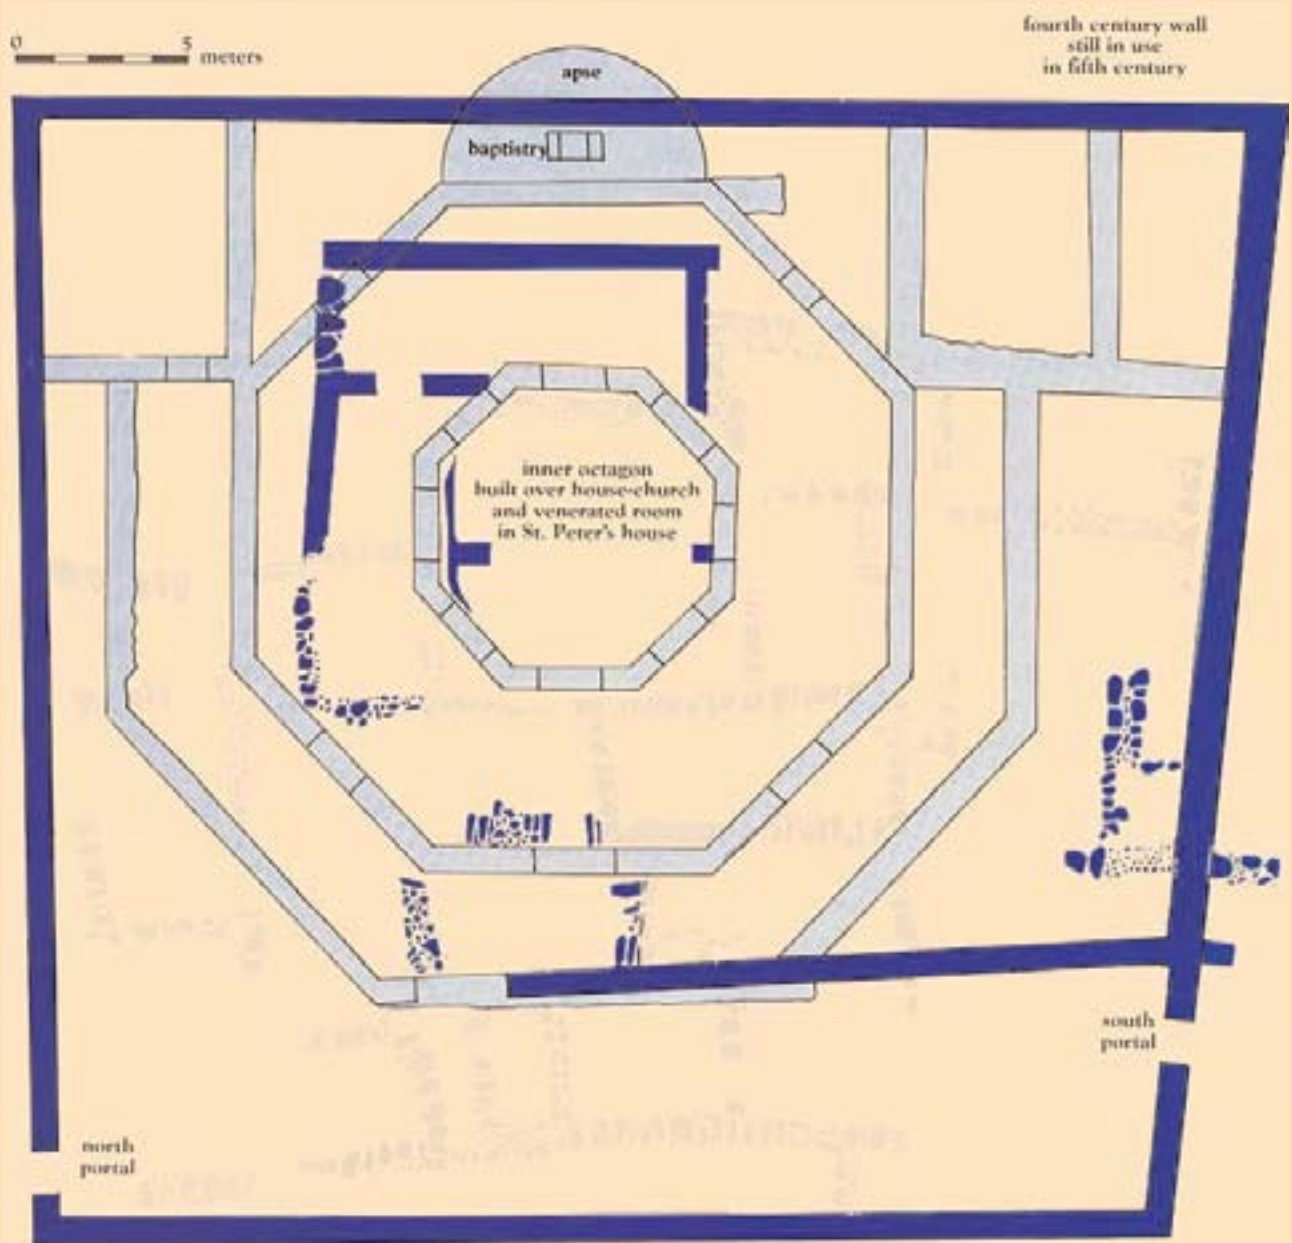 0 5 meters
fourth century wall
still in use
in fifth century
apse
baptistry
inner octagon
built over house-church
and venerated room
in St. Peter's house
south
portal
north
portal